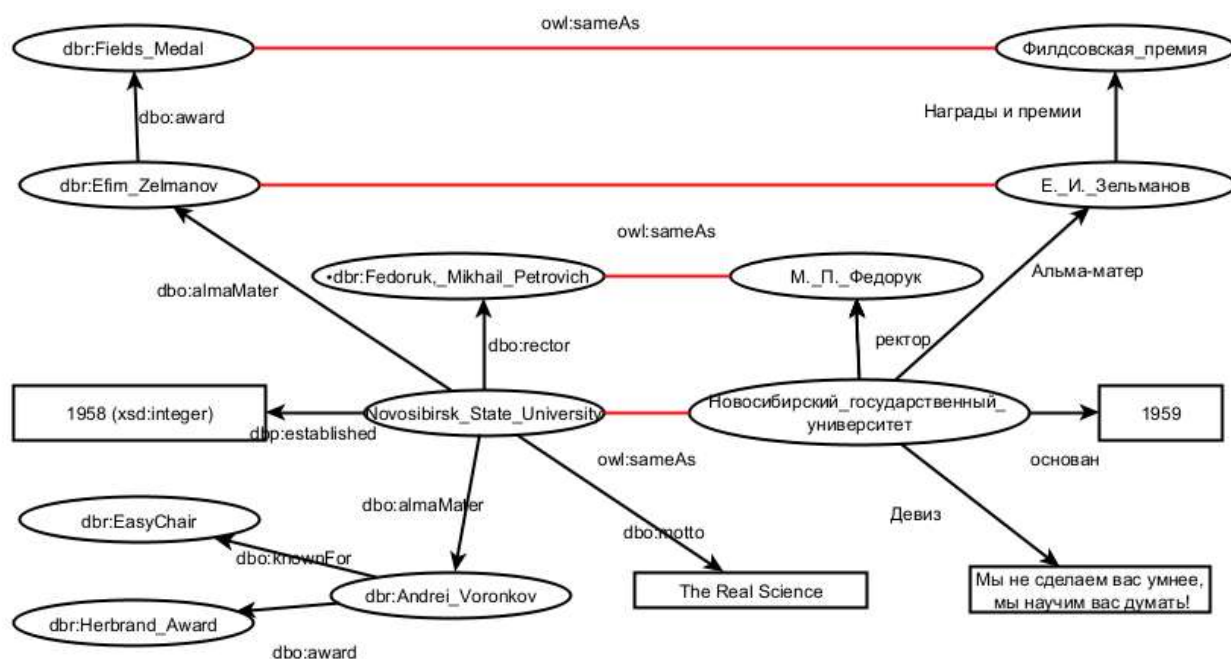 owl:sameAs
dbr:Fields_Medal
Филдсовская_премия
dbo:award
Награды и премии
dbr:Efim_Zelmanov
Е._И._Зельманов
owl:sameAs
•dbr:Fedoruk,_Mikhail_Petrovich
М._П._Федорук
Альма-матер
dbo:almaMater
dbo:rector
ректор
1958 (xsd:integer)
Novosibirsk_State_University
Новосибирский_государственный_
университет
1959
dbp:established
owl:sameAs
основан
dbo:almaMater
Девиз
dbr:EasyChair
dbo:motto
dbo:knownFor
The Real Science
Мы не сделаем вас умнее,
мы научим вас думать!
dbr:Andrei_Voronkov
dbr:Herbrand_Award
dbo:award